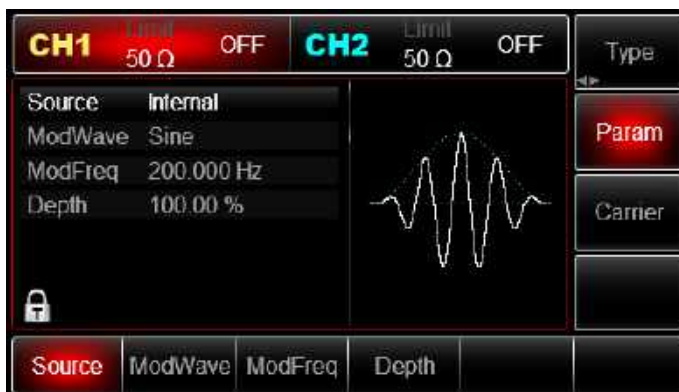 CH1 Limit 50 Ω OFF CH2 Limit 50 Ω OFF
Type
Source Internal
ModWave Sine
ModFreq 200.000 Hz
Depth 100.00 %
Param
Carrier
Source ModWave ModFreq Depth